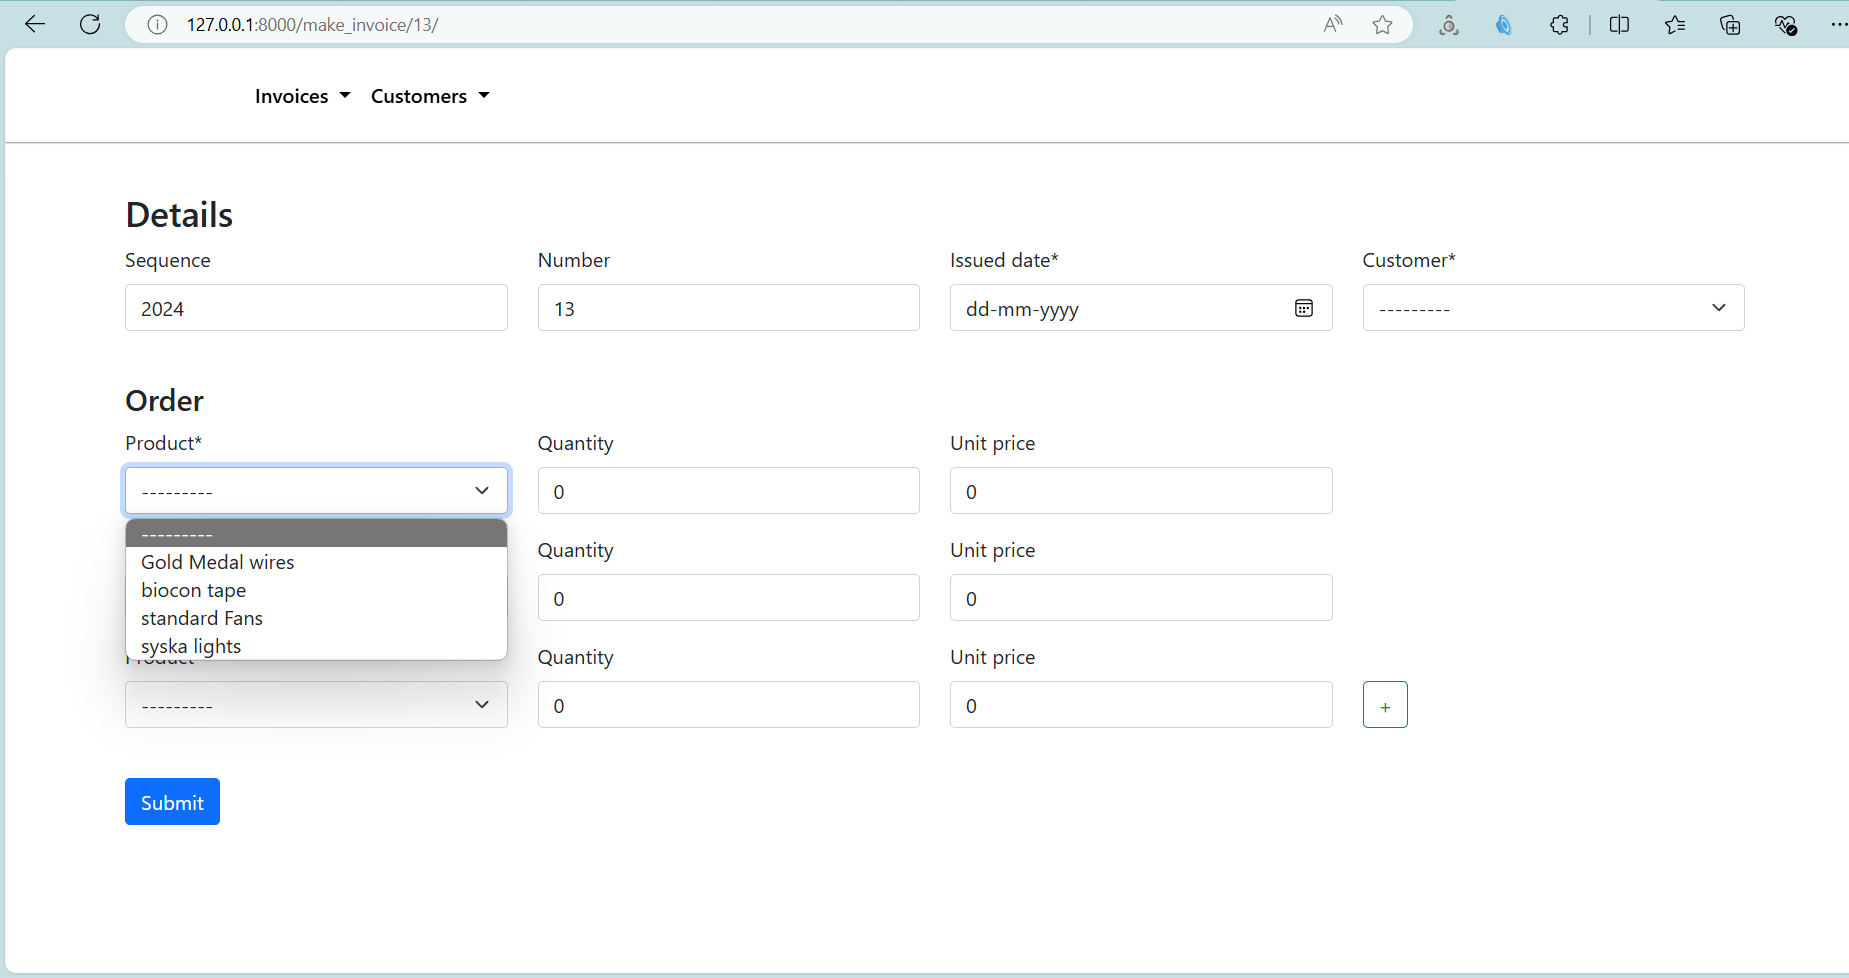 127.0.0.1:8000/make_invoice/13/
Invoices Customers
Details
Sequence Number Issued date* Customer*
2024 13 dd-mm-yyyy ---------
Order
Product* Quantity Unit price
--------- 0 0
---------
Gold Medal wires
Quantity Unit price
biocon tape
0 0
standard Fans
syska lights
Product Quantity Unit price
--------- 0 0 +
Submit